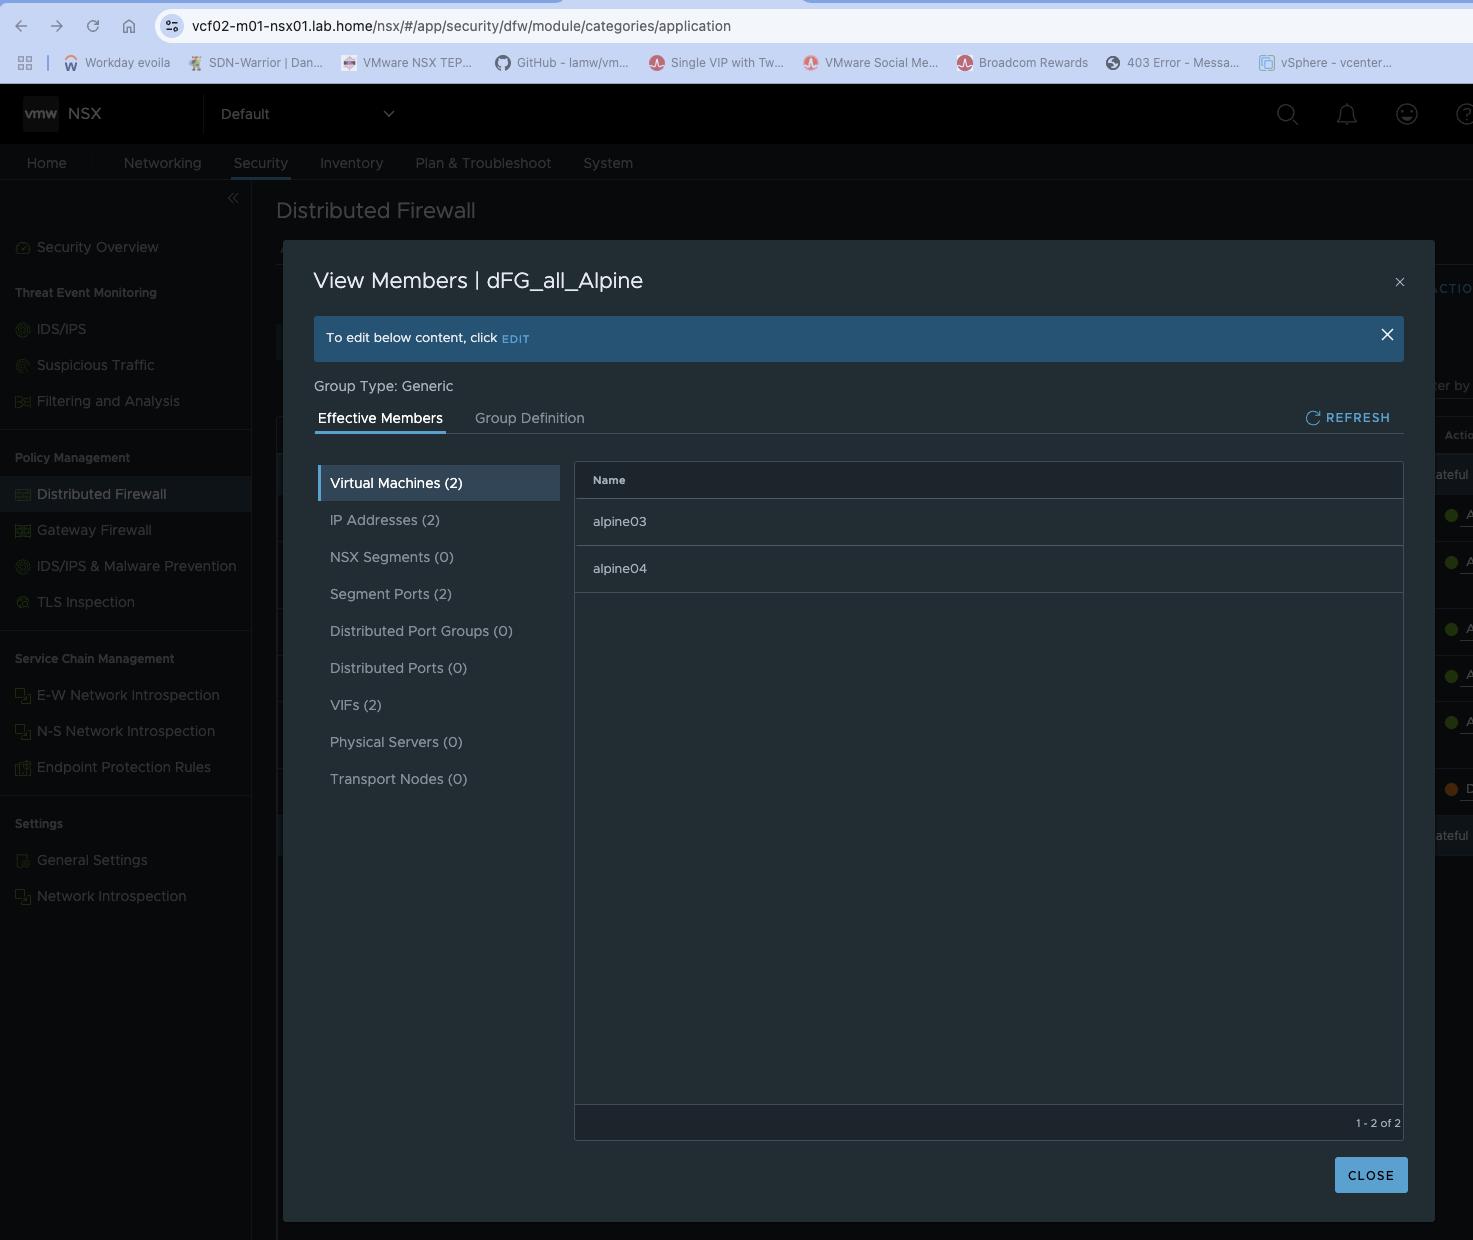 vcf02-m01-nsx01.lab.home/nsx/#/app/security/dfw/module/categories/application
Workday evoila
SDN-Warrior | Dan...
VMware NSX TEP...
GitHub - lamw/vm...
Single VIP with Tw...
VMware Social Me...
Broadcom Rewards
403 Error - Messa...
vSphere - vcenter...
vmw NSX
Default
Home
Networking
Security
Inventory
Plan & Troubleshoot
System
Distributed Firewall
Security Overview
Threat Event Monitoring
IDS/IPS
Suspicious Traffic
Filtering and Analysis
Policy Management
Distributed Firewall
Gateway Firewall
IDS/IPS & Malware Prevention
TLS Inspection
Service Chain Management
E-W Network Introspection
N-S Network Introspection
Endpoint Protection Rules
Settings
General Settings
Network Introspection
View Members | dFG_all_Alpine
To edit below content, click EDIT
Group Type: Generic
Effective Members
Group Definition
REFRESH
Virtual Machines (2)
IP Addresses (2)
NSX Segments (0)
Segment Ports (2)
Distributed Port Groups (0)
Distributed Ports (0)
VIFs (2)
Physical Servers (0)
Transport Nodes (0)
Name
alpine03
alpine04
1 - 2 of 2
CLOSE